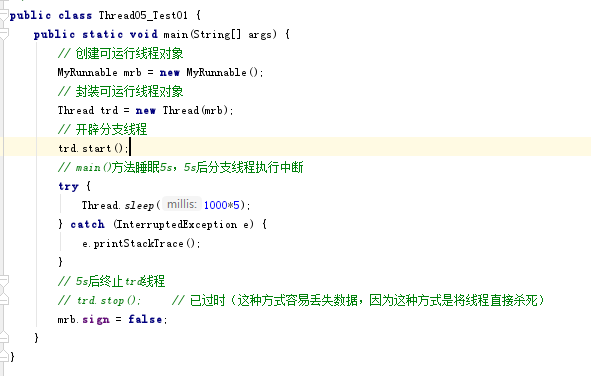 public class Thread05_Test01 {
public static void main(String[] args) {
// 创建可运行线程对象
MyRunnable mrb = new MyRunnable();
// 封装可运行线程对象
Thread trd = new Thread(mrb);
// 开辟分支线程
trd.start();
// main()方法睡眠5s，5s后分支线程执行中断
try {
Thread.sleep( millis: 1000*5);
} catch (InterruptedException e) {
e.printStackTrace();
}
// 5s后终止trd线程
// trd.stop(); // 已过时（这种方式容易丢失数据，因为这种方式是将线程直接杀死）
mrb.sign = false;
}
}